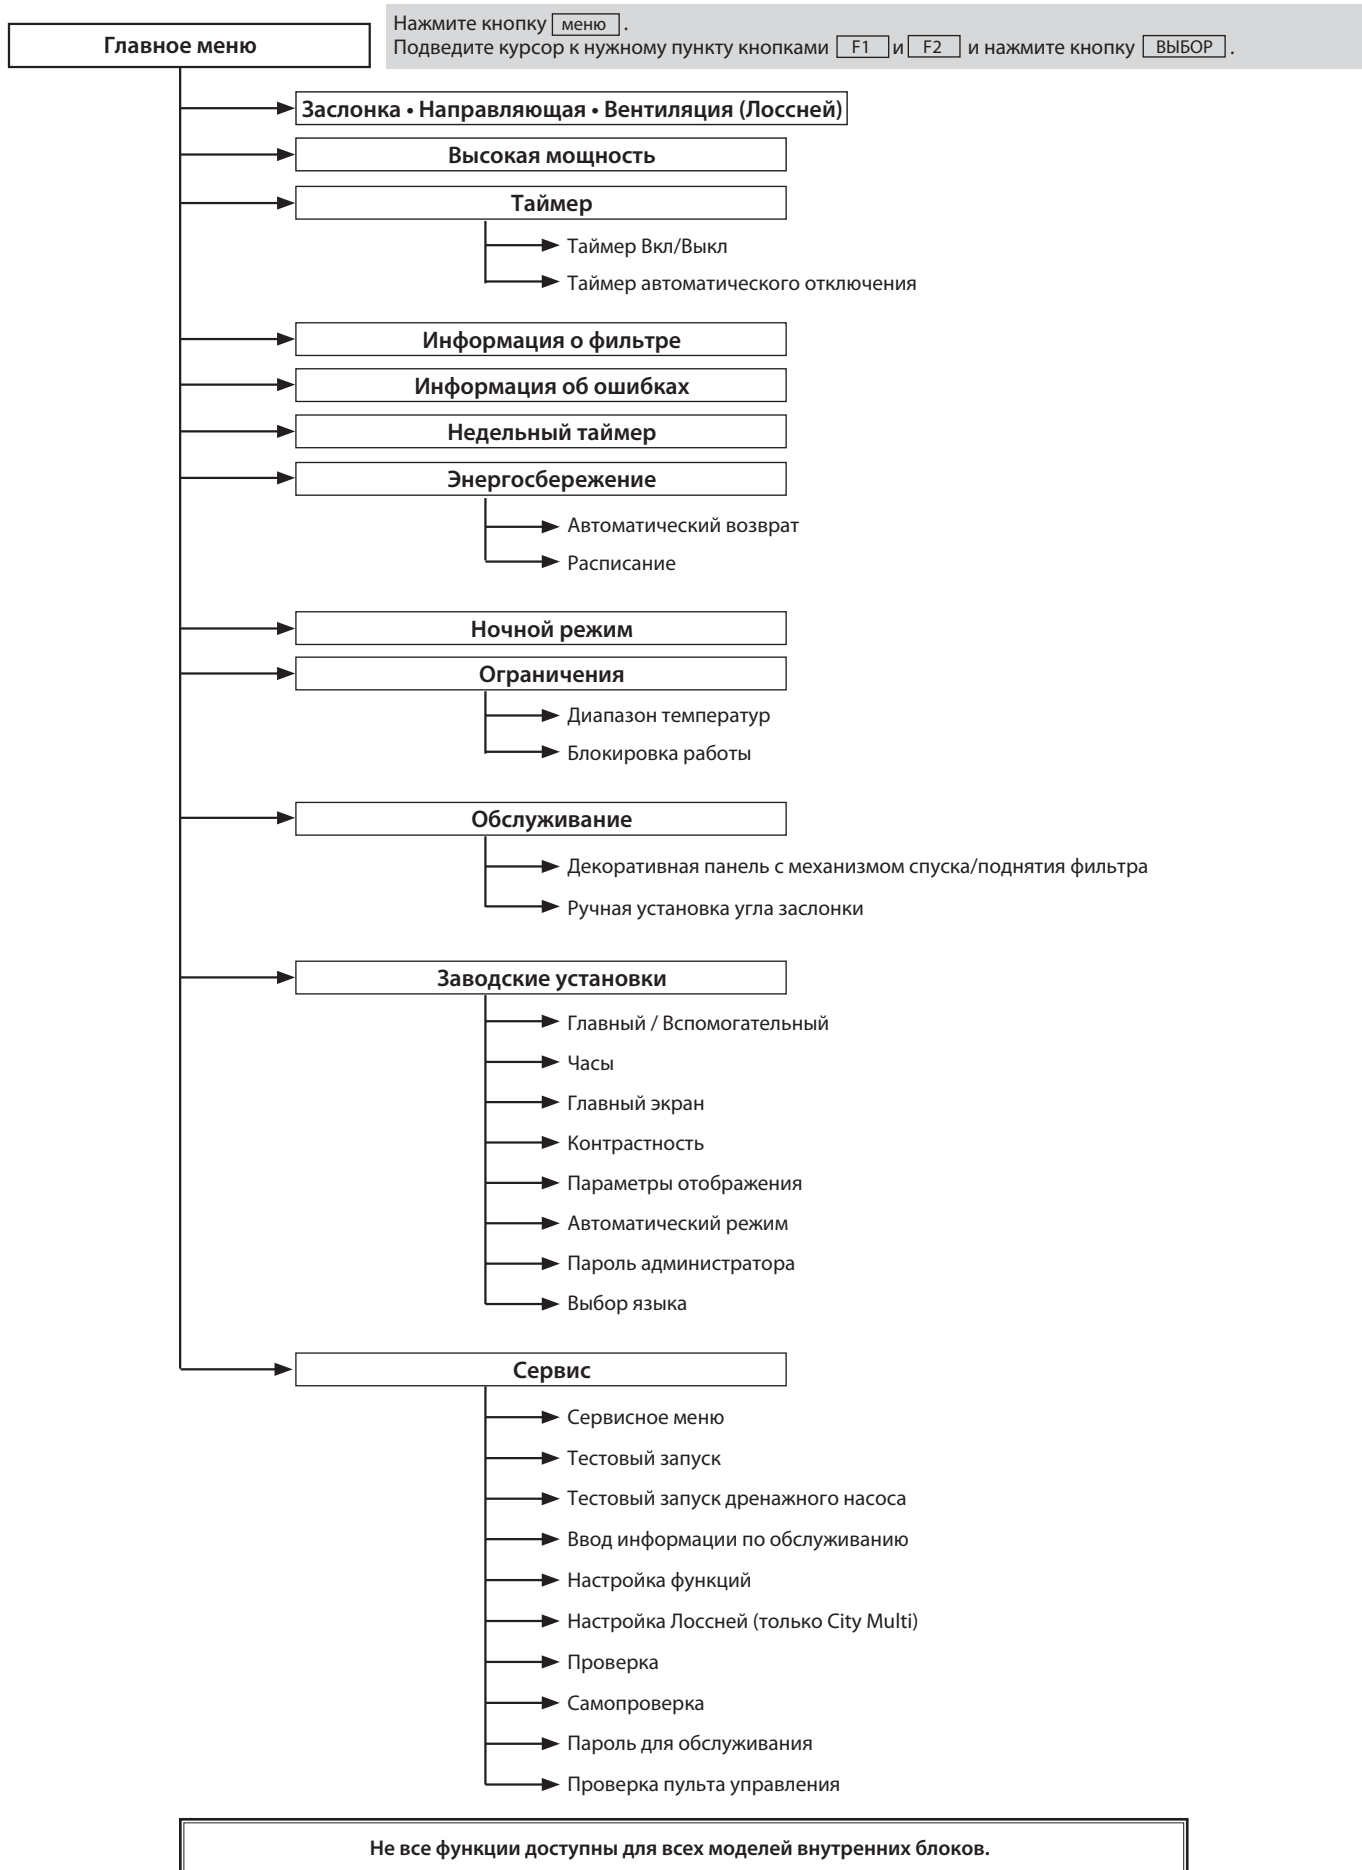 Главное меню
Нажмите кнопку меню .
Подведите курсор к нужному пункту кнопками F1 и F2 и нажмите кнопку ВЫБОР .
Заслонка • Направляющая • Вентиляция (Лоссней)
Высокая мощность
Таймер
Таймер Вкл/Выкл
Таймер автоматического отключения
Информация о фильтре
Информация об ошибках
Недельный таймер
Энергосбережение
Автоматический возврат
Расписание
Ночной режим
Ограничения
Диапазон температур
Блокировка работы
Обслуживание
Декоративная панель с механизмом спуска/поднятия фильтра
Ручная установка угла заслонки
Заводские установки
Главный / Вспомогательный
Часы
Главный экран
Контрастность
Параметры отображения
Автоматический режим
Пароль администратора
Выбор языка
Сервис
Сервисное меню
Тестовый запуск
Тестовый запуск дренажного насоса
Ввод информации по обслуживанию
Настройка функций
Настройка Лоссней (только City Multi)
Проверка
Самопроверка
Пароль для обслуживания
Проверка пульта управления
Не все функции доступны для всех моделей внутренних блоков.